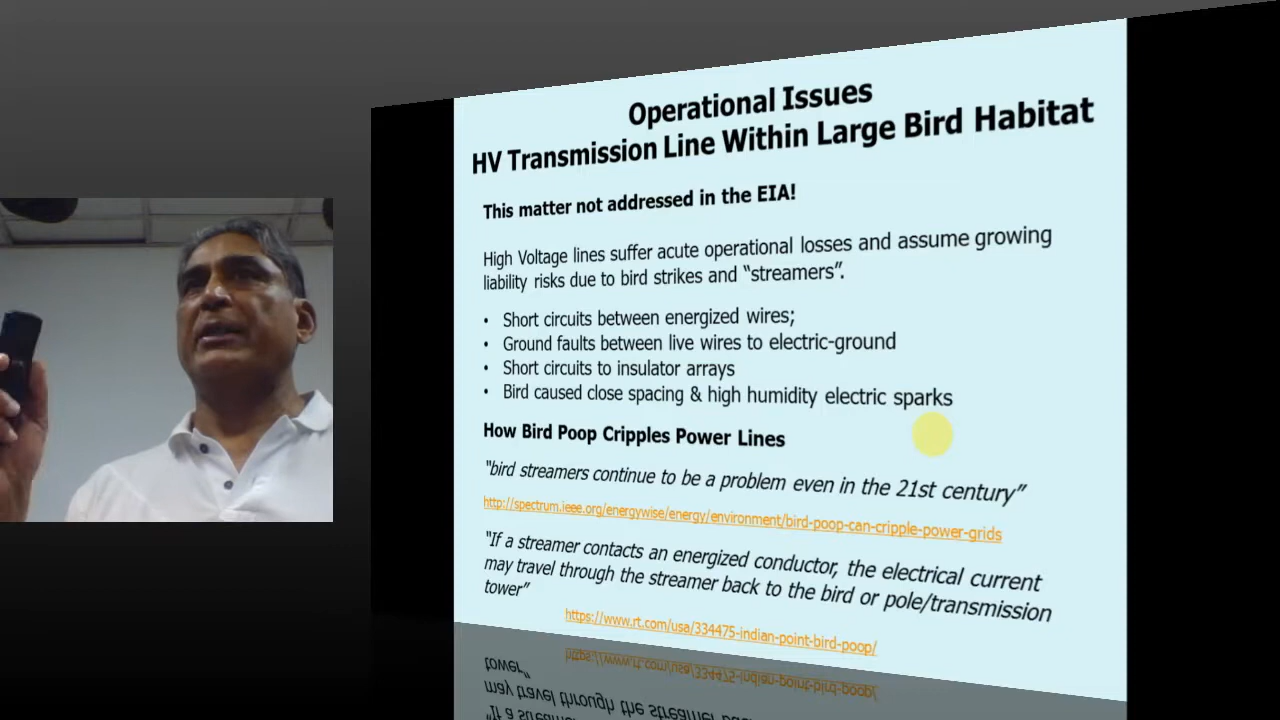 Operational Issues
HV Transmission Line Within Large Bird Habitat
This matter not addressed in the EIA!
High Voltage lines suffer acute operational losses and assume growing
liability risks due to bird strikes and “streamers”.
• Short circuits between energized wires;
• Ground faults between live wires to electric-ground
• Short circuits to insulator arrays
• Bird caused close spacing & high humidity electric sparks
How Bird Poop Cripples Power Lines
“bird streamers continue to be a problem even in the 21st century”
http://spectrum.ieee.org/energywise/energy/environment/bird-poop-can-cripple-power-grids
“If a streamer contacts an energized conductor, the electrical current
may travel through the streamer back to the bird or pole/transmission
tower”
https://www.rt.com/usa/334475-indian-point-bird-poop/